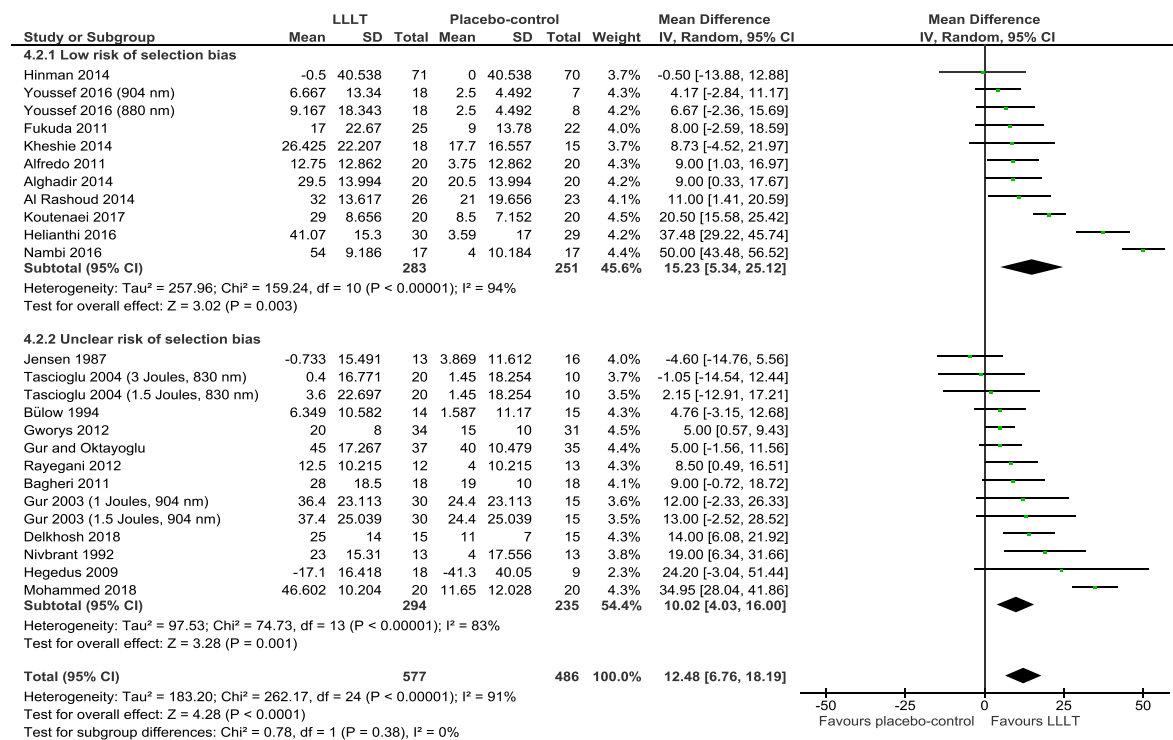 LLLT Placebo-control Mean Difference Mean Difference
Study or Subgroup Mean SD Total Mean SD Total Weight IV, Random, 95% CI IV, Random, 95% CI
4.2.1 Low risk of selection bias
Hinman 2014 -0.5 40.538 71 0 40.538 70 3.7% -0.50 [-13.88, 12.88]
Youssef 2016 (904 nm) 6.667 13.34 18 2.5 4.492 7 4.3% 4.17 [-2.84, 11.17]
Youssef 2016 (880 nm) 9.167 18.343 18 2.5 4.492 8 4.2% 6.67 [-2.36, 15.69]
Fukuda 2011 17 22.67 25 9 13.78 22 4.0% 8.00 [-2.59, 18.59]
Kheshie 2014 26.425 22.207 18 17.7 16.557 15 3.7% 8.73 [-4.52, 21.97]
Alfredo 2011 12.75 12.862 20 3.75 12.862 20 4.3% 9.00 [1.03, 16.97]
Alghadir 2014 29.5 13.994 20 20.5 13.994 20 4.2% 9.00 [0.33, 17.67]
Al Rashoud 2014 32 13.617 26 21 19.656 23 4.1% 11.00 [1.41, 20.59]
Koutenaei 2017 29 8.656 20 8.5 7.152 20 4.5% 20.50 [15.58, 25.42]
Helianthi 2016 41.07 15.3 30 3.59 17 29 4.2% 37.48 [29.22, 45.74]
Nambi 2016 54 9.186 17 4 10.184 17 4.4% 50.00 [43.48, 56.52]
Subtotal (95% CI) 283 251 45.6% 15.23 [5.34, 25.12]
Heterogeneity: Tau² = 257.96; Chi² = 159.24, df = 10 (P < 0.00001); I² = 94%
Test for overall effect: Z = 3.02 (P = 0.003)
4.2.2 Unclear risk of selection bias
Jensen 1987 -0.733 15.491 13 3.869 11.612 16 4.0% -4.60 [-14.76, 5.56]
Tascioglu 2004 (3 Joules, 830 nm) 0.4 16.771 20 1.45 18.254 10 3.7% -1.05 [-14.54, 12.44]
Tascioglu 2004 (1.5 Joules, 830 nm) 3.6 22.697 20 1.45 18.254 10 3.5% 2.15 [-12.91, 17.21]
Bülow 1994 6.349 10.582 14 1.587 11.17 15 4.3% 4.76 [-3.15, 12.68]
Gworys 2012 20 8 34 15 10 31 4.5% 5.00 [0.57, 9.43]
Gur and Oktayoglu 45 17.267 37 40 10.479 35 4.4% 5.00 [-1.56, 11.56]
Rayegani 2012 12.5 10.215 12 4 10.215 13 4.3% 8.50 [0.49, 16.51]
Bagheri 2011 28 18.5 18 19 10 18 4.1% 9.00 [-0.72, 18.72]
Gur 2003 (1 Joules, 904 nm) 36.4 23.113 30 24.4 23.113 15 3.6% 12.00 [-2.33, 26.33]
Gur 2003 (1.5 Joules, 904 nm) 37.4 25.039 30 24.4 25.039 15 3.5% 13.00 [-2.52, 28.52]
Delkhosh 2018 25 14 15 11 7 15 4.3% 14.00 [6.08, 21.92]
Nivbrant 1992 23 15.31 13 4 17.556 13 3.8% 19.00 [6.34, 31.66]
Hegedus 2009 -17.1 16.418 18 -41.3 40.05 9 2.3% 24.20 [-3.04, 51.44]
Mohammed 2018 46.602 10.204 20 11.65 12.028 20 4.3% 34.95 [28.04, 41.86]
Subtotal (95% CI) 294 235 54.4% 10.02 [4.03, 16.00]
Heterogeneity: Tau² = 97.53; Chi² = 74.73, df = 13 (P < 0.00001); I² = 83%
Test for overall effect: Z = 3.28 (P = 0.001)
Total (95% CI) 577 486 100.0% 12.48 [6.76, 18.19]
Heterogeneity: Tau² = 183.20; Chi² = 262.17, df = 24 (P < 0.00001); I² = 91%
Test for overall effect: Z = 4.28 (P < 0.0001)
Test for subgroup differences: Chi² = 0.78, df = 1 (P = 0.38), I² = 0%
-50 -25 0 25 50
Favours placebo-control Favours LLLT